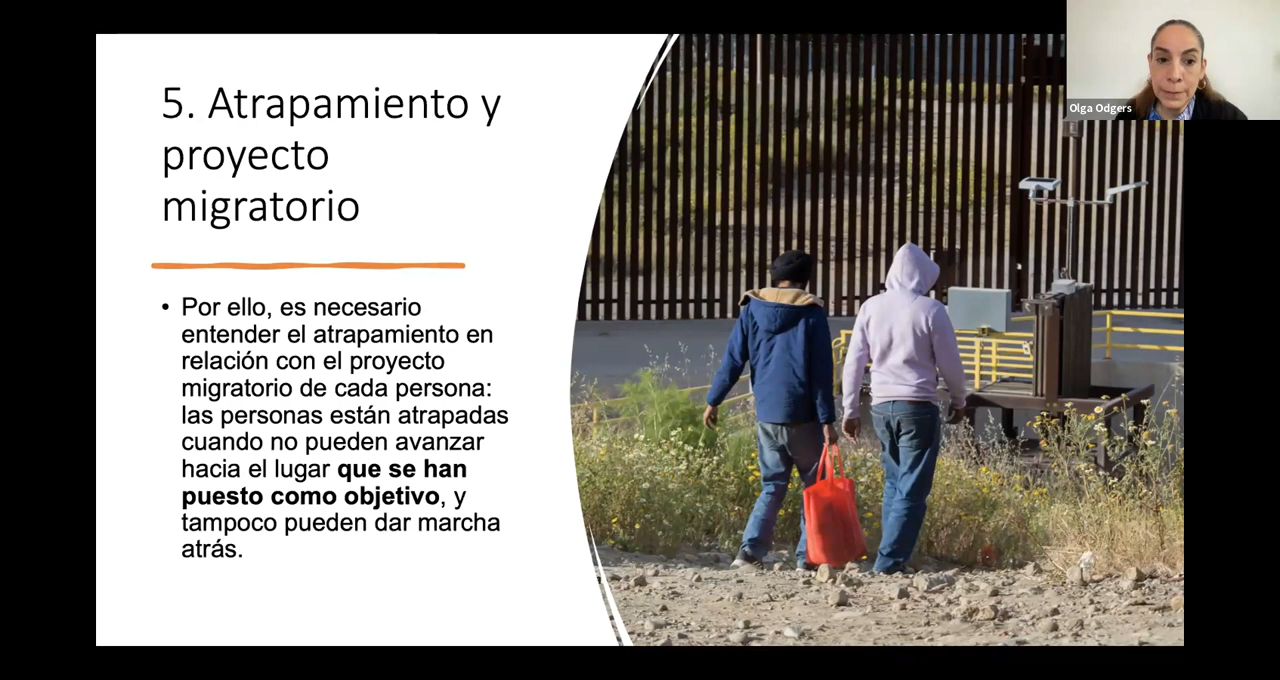 5. Atrapamiento y
proyecto
migratorio
• Por ello, es necesario
entender el atrapamiento en
relación con el proyecto
migratorio de cada persona:
las personas están atrapadas
cuando no pueden avanzar
hacia el lugar que se han
puesto como objetivo, y
tampoco pueden dar marcha
atrás.
Olga Odgers